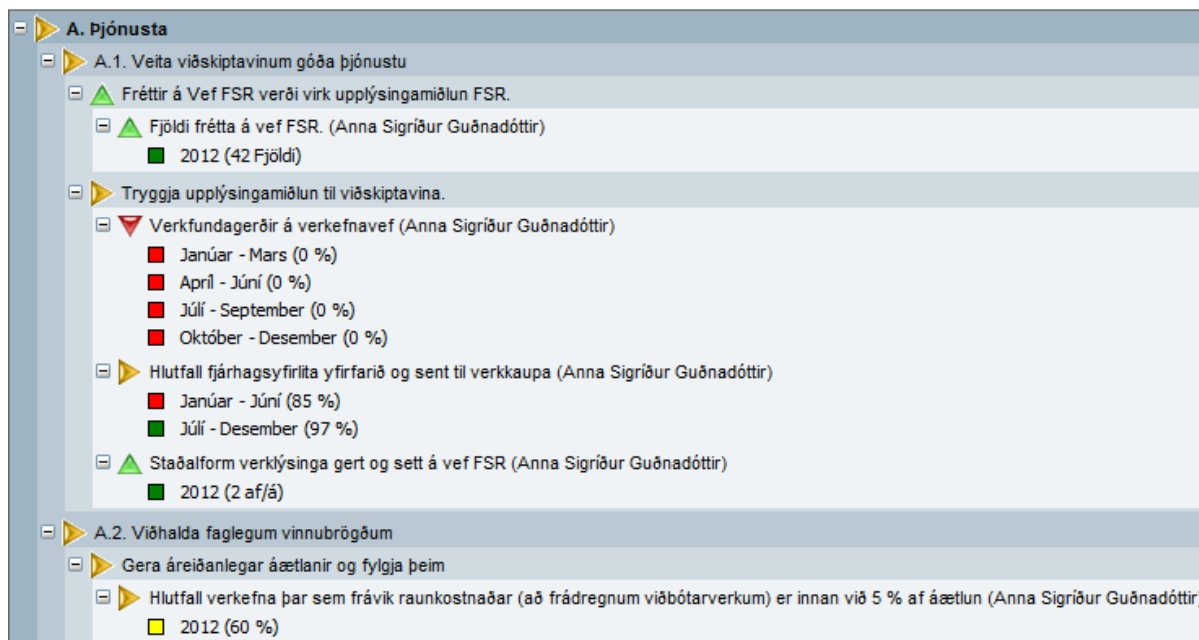 A. Þjónusta
A.1. Veita viðskiptavinum góða þjónustu
Fréttir á Vef FSR verði virk upplýsingamiðlun FSR.
Fjöldi frétta á vef FSR. (Anna Sigríður Guðnadóttir)
2012 (42 Fjöldi)
Tryggja upplýsingamiðlun til viðskiptavina.
Verkfundagerðir á verkefnavef (Anna Sigríður Guðnadóttir)
Janúar - Mars (0 %)
Apríl - Júní (0 %)
Júlí - September (0 %)
Október - Desember (0 %)
Hlutfall fjárhagsyfirlita yfirfarið og sent til verkkaupa (Anna Sigríður Guðnadóttir)
Janúar - Júní (85 %)
Júlí - Desember (97 %)
Staðalform verklýsinga gert og sett á vef FSR (Anna Sigríður Guðnadóttir)
2012 (2 af/á)
A.2. Viðhalda faglegum vinnubrögðum
Gera áreiðanlegar áætlanir og fylgja þeim
Hlutfall verkefna þar sem frávik raunkostnaðar (að frádregnum viðbótarverkum) er innan við 5 % af áætlun (Anna Sigríður Guðnadóttir)
2012 (60 %)